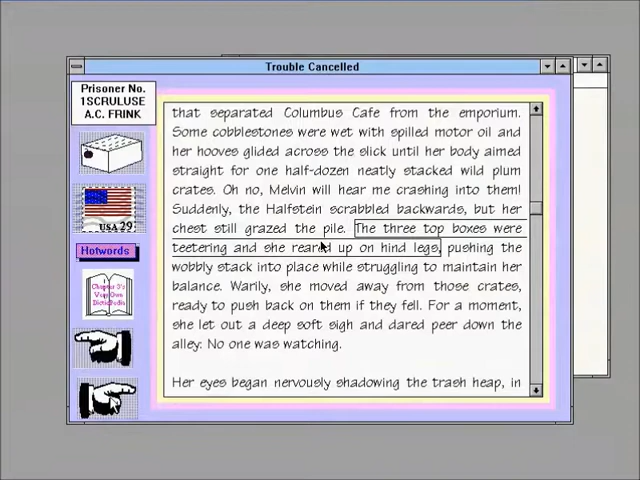 Trouble Cancelled
Prisoner No.
1SCRULUSE
A.C. FRINK
USA 29
Hotwords
Chapter 3's
Very Own
DictiPedia
that separated Columbus Cafe from the emporium.
Some cobblestones were wet with spilled motor oil and
her hooves glided across the slick until her body aimed
straight for one half-dozen neatly stacked wild plum
crates. Oh no, Melvin will hear me crashing into them!
Suddenly, the Halfstein scrabbled backwards, but her
chest still grazed the pile. The three top boxes were
teetering and she reared up on hind legs, pushing the
wobbly stack into place while struggling to maintain her
balance. Warily, she moved away from those crates,
ready to push back on them if they fell. For a moment,
she let out a deep soft sigh and dared peer down the
alley: No one was watching.
Her eyes began nervously shadowing the trash heap, in